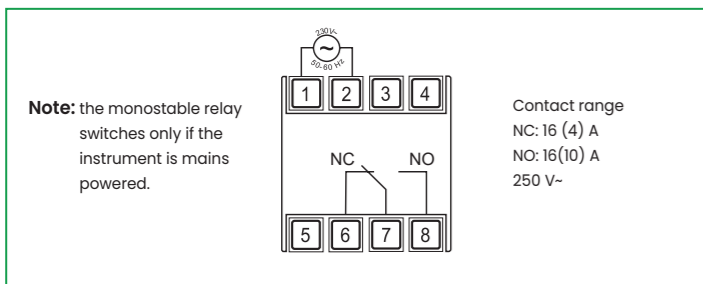 230V~
~
50-60 Hz
1 2 3 4
Note: the monostable relay
switches only if the
instrument is mains
powered.
Contact range
NC: 16 (4) A
NO: 16(10) A
250 V~
NC NO
5 6 7 8